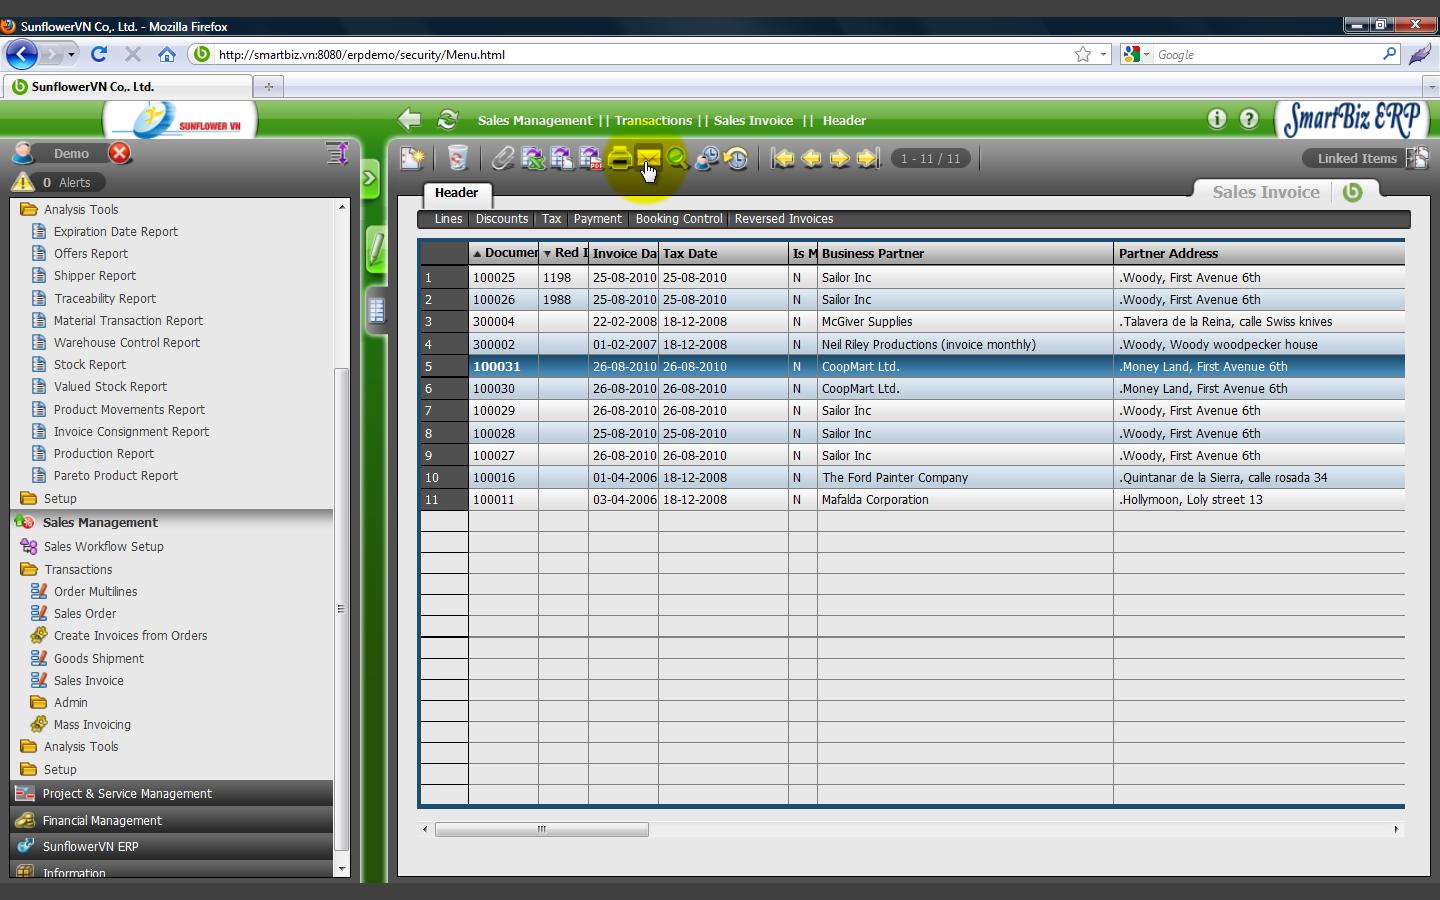 SunflowerVN Co,. Ltd. - Mozilla Firefox
http://smartbiz.vn:8080/erpdemo/security/Menu.html
Google
SunflowerVN Co,. Ltd.
SUNFLOWER VN
Sales Management || Transactions || Sales Invoice || Header
SmartBiz ERP
Demo
1 - 11 / 11
Linked Items
0 Alerts
Header
Sales Invoice
Lines | Discounts | Tax | Payment | Booking Control | Reversed Invoices
Analysis Tools
Expiration Date Report
Offers Report
Shipper Report
Traceability Report
Material Transaction Report
Warehouse Control Report
Stock Report
Valued Stock Report
Product Movements Report
Invoice Consignment Report
Production Report
Pareto Product Report
Setup
Sales Management
Sales Workflow Setup
Transactions
Order Multilines
Sales Order
Create Invoices from Orders
Goods Shipment
Sales Invoice
Admin
Mass Invoicing
Analysis Tools
Setup
Project & Service Management
Financial Management
SunflowerVN ERP
Information
Documen Red I Invoice Da Tax Date Is M Business Partner Partner Address
1 100025 1198 25-08-2010 25-08-2010 N Sailor Inc .Woody, First Avenue 6th
2 100026 1988 25-08-2010 25-08-2010 N Sailor Inc .Woody, First Avenue 6th
3 300004 22-02-2008 18-12-2008 N McGiver Supplies .Talavera de la Reina, calle Swiss knives
4 300002 01-02-2007 18-12-2008 N Neil Riley Productions (invoice monthly) .Woody, Woody woodpecker house
5 100031 26-08-2010 26-08-2010 N CoopMart Ltd. .Money Land, First Avenue 6th
6 100030 26-08-2010 26-08-2010 N CoopMart Ltd. .Money Land, First Avenue 6th
7 100029 26-08-2010 26-08-2010 N Sailor Inc .Woody, First Avenue 6th
8 100028 25-08-2010 25-08-2010 N Sailor Inc .Woody, First Avenue 6th
9 100027 26-08-2010 26-08-2010 N Sailor Inc .Woody, First Avenue 6th
10 100016 01-04-2006 18-12-2008 N The Ford Painter Company .Quintanar de la Sierra, calle rosada 34
11 100011 03-04-2006 18-12-2008 N Mafalda Corporation .Hollymoon, Loly street 13